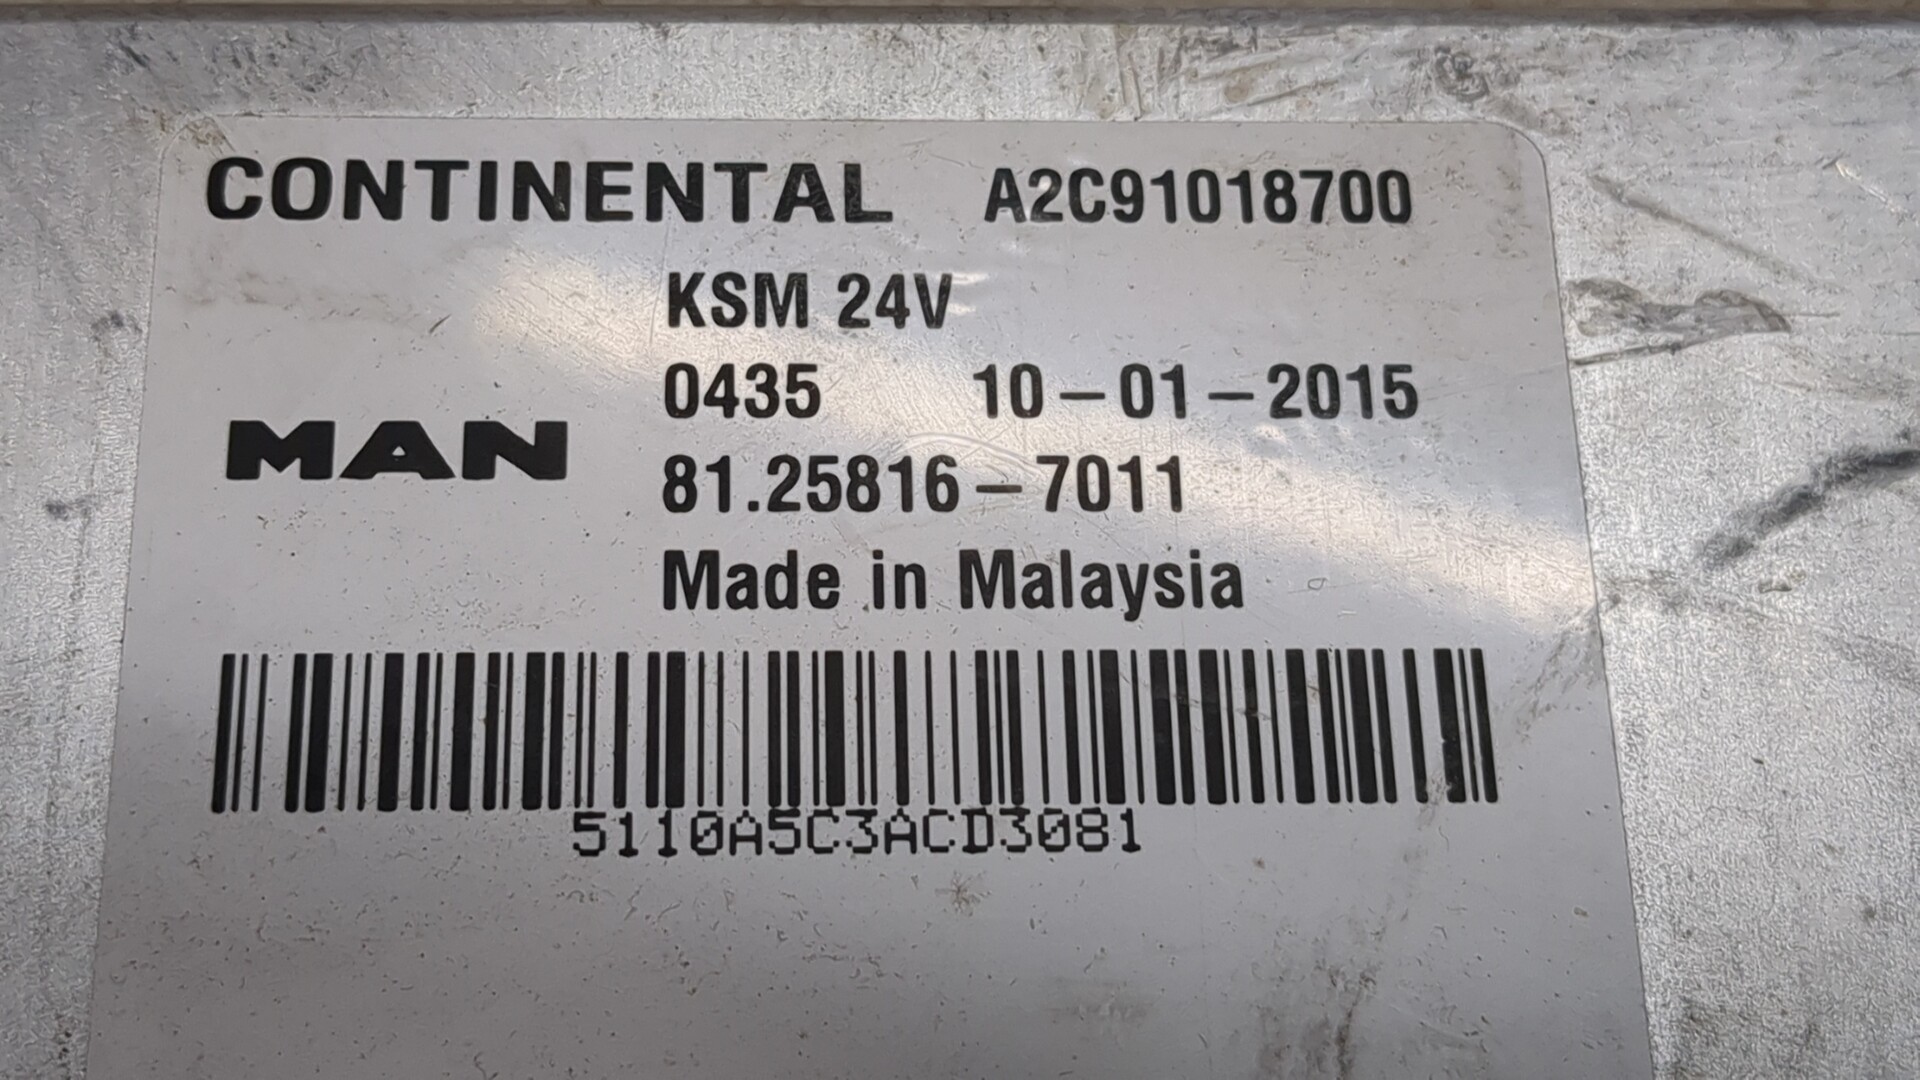 CONTINENTAL A2C91018700
KSM 24V
0435 10-01-2015
MAN
81.25816-7011
Made in Malaysia
5110A5C3ACD3081